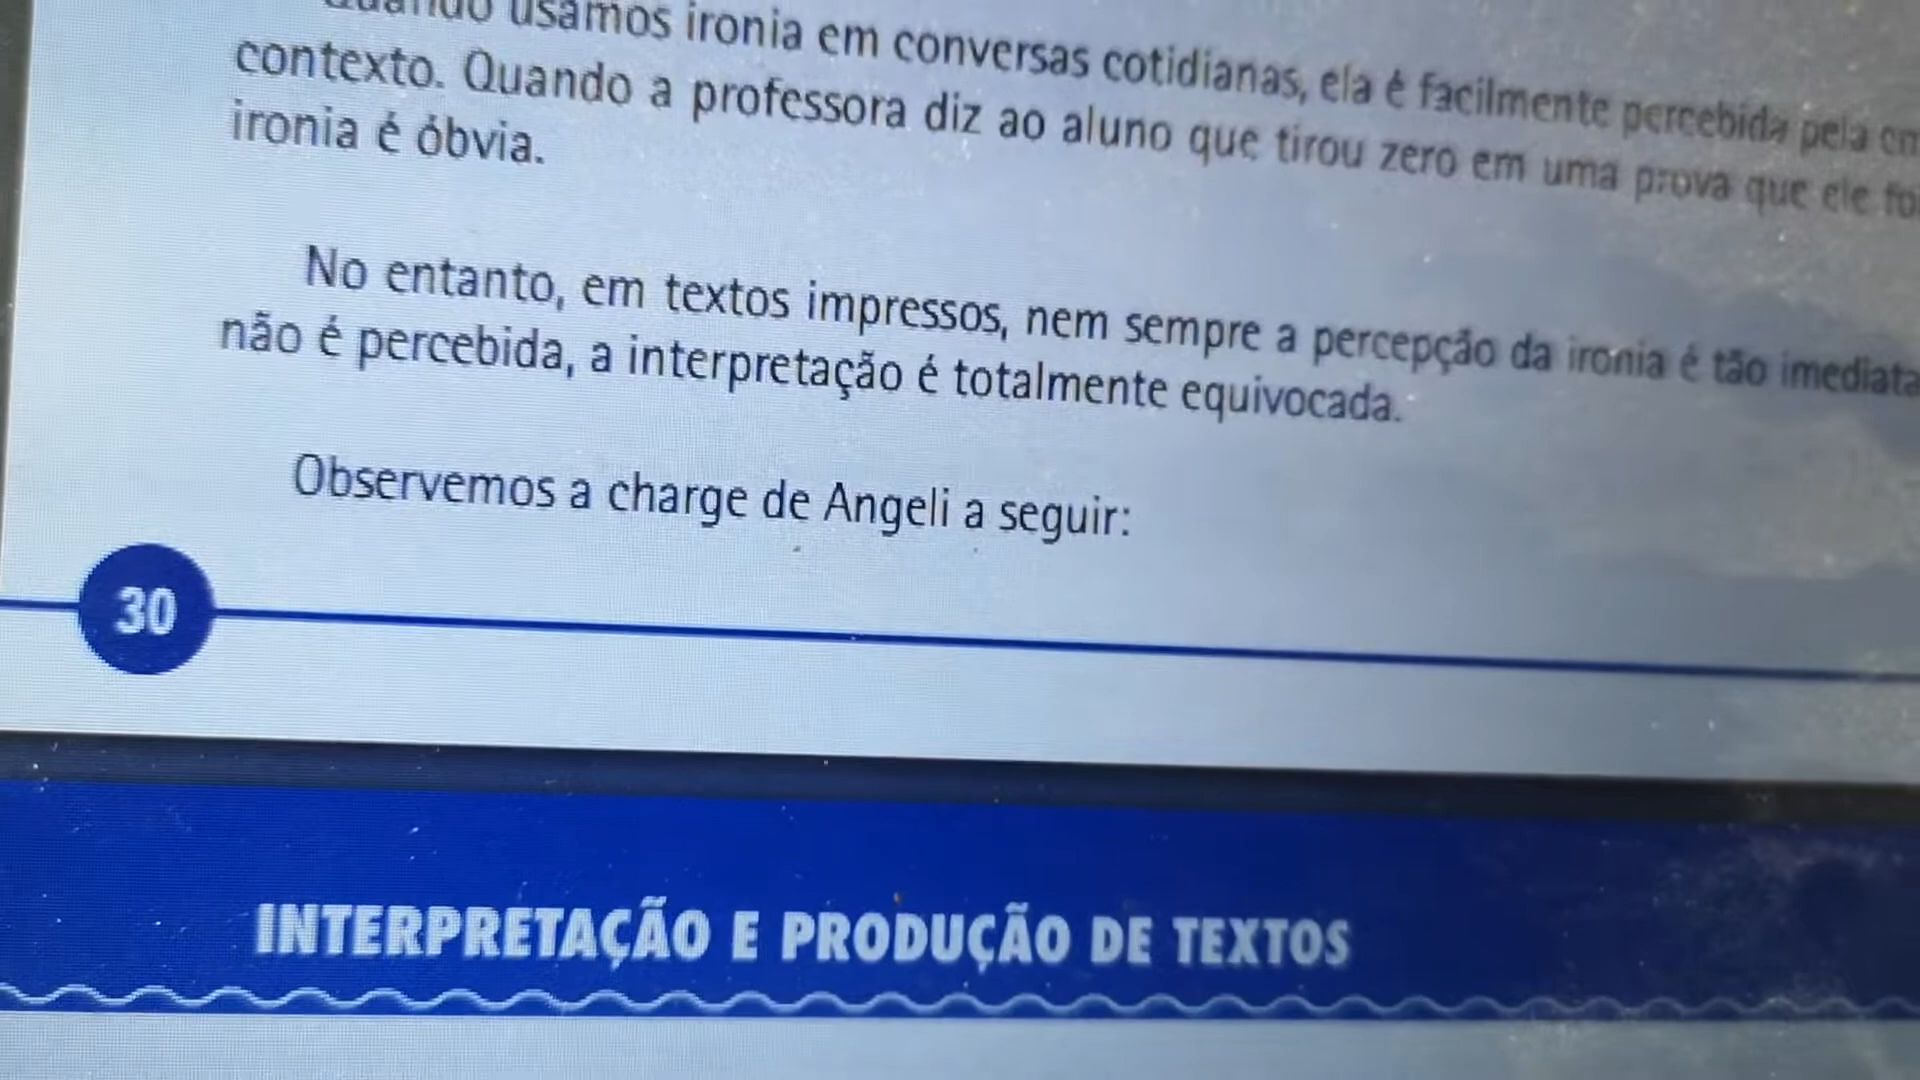 usamos ironia em conversas cotidianas, ela é facilmente percebida pela
contexto. Quando a professora diz ao aluno que tirou zero em uma prova que ele
ironia é óbvia.
No entanto, em textos impressos, nem sempre a percepção da ironia é tão imediata
não é percebida, a interpretação é totalmente equivocada.
Observemos a charge de Angeli a seguir:
30
INTERPRETAÇÃO E PRODUÇÃO DE TEXTOS